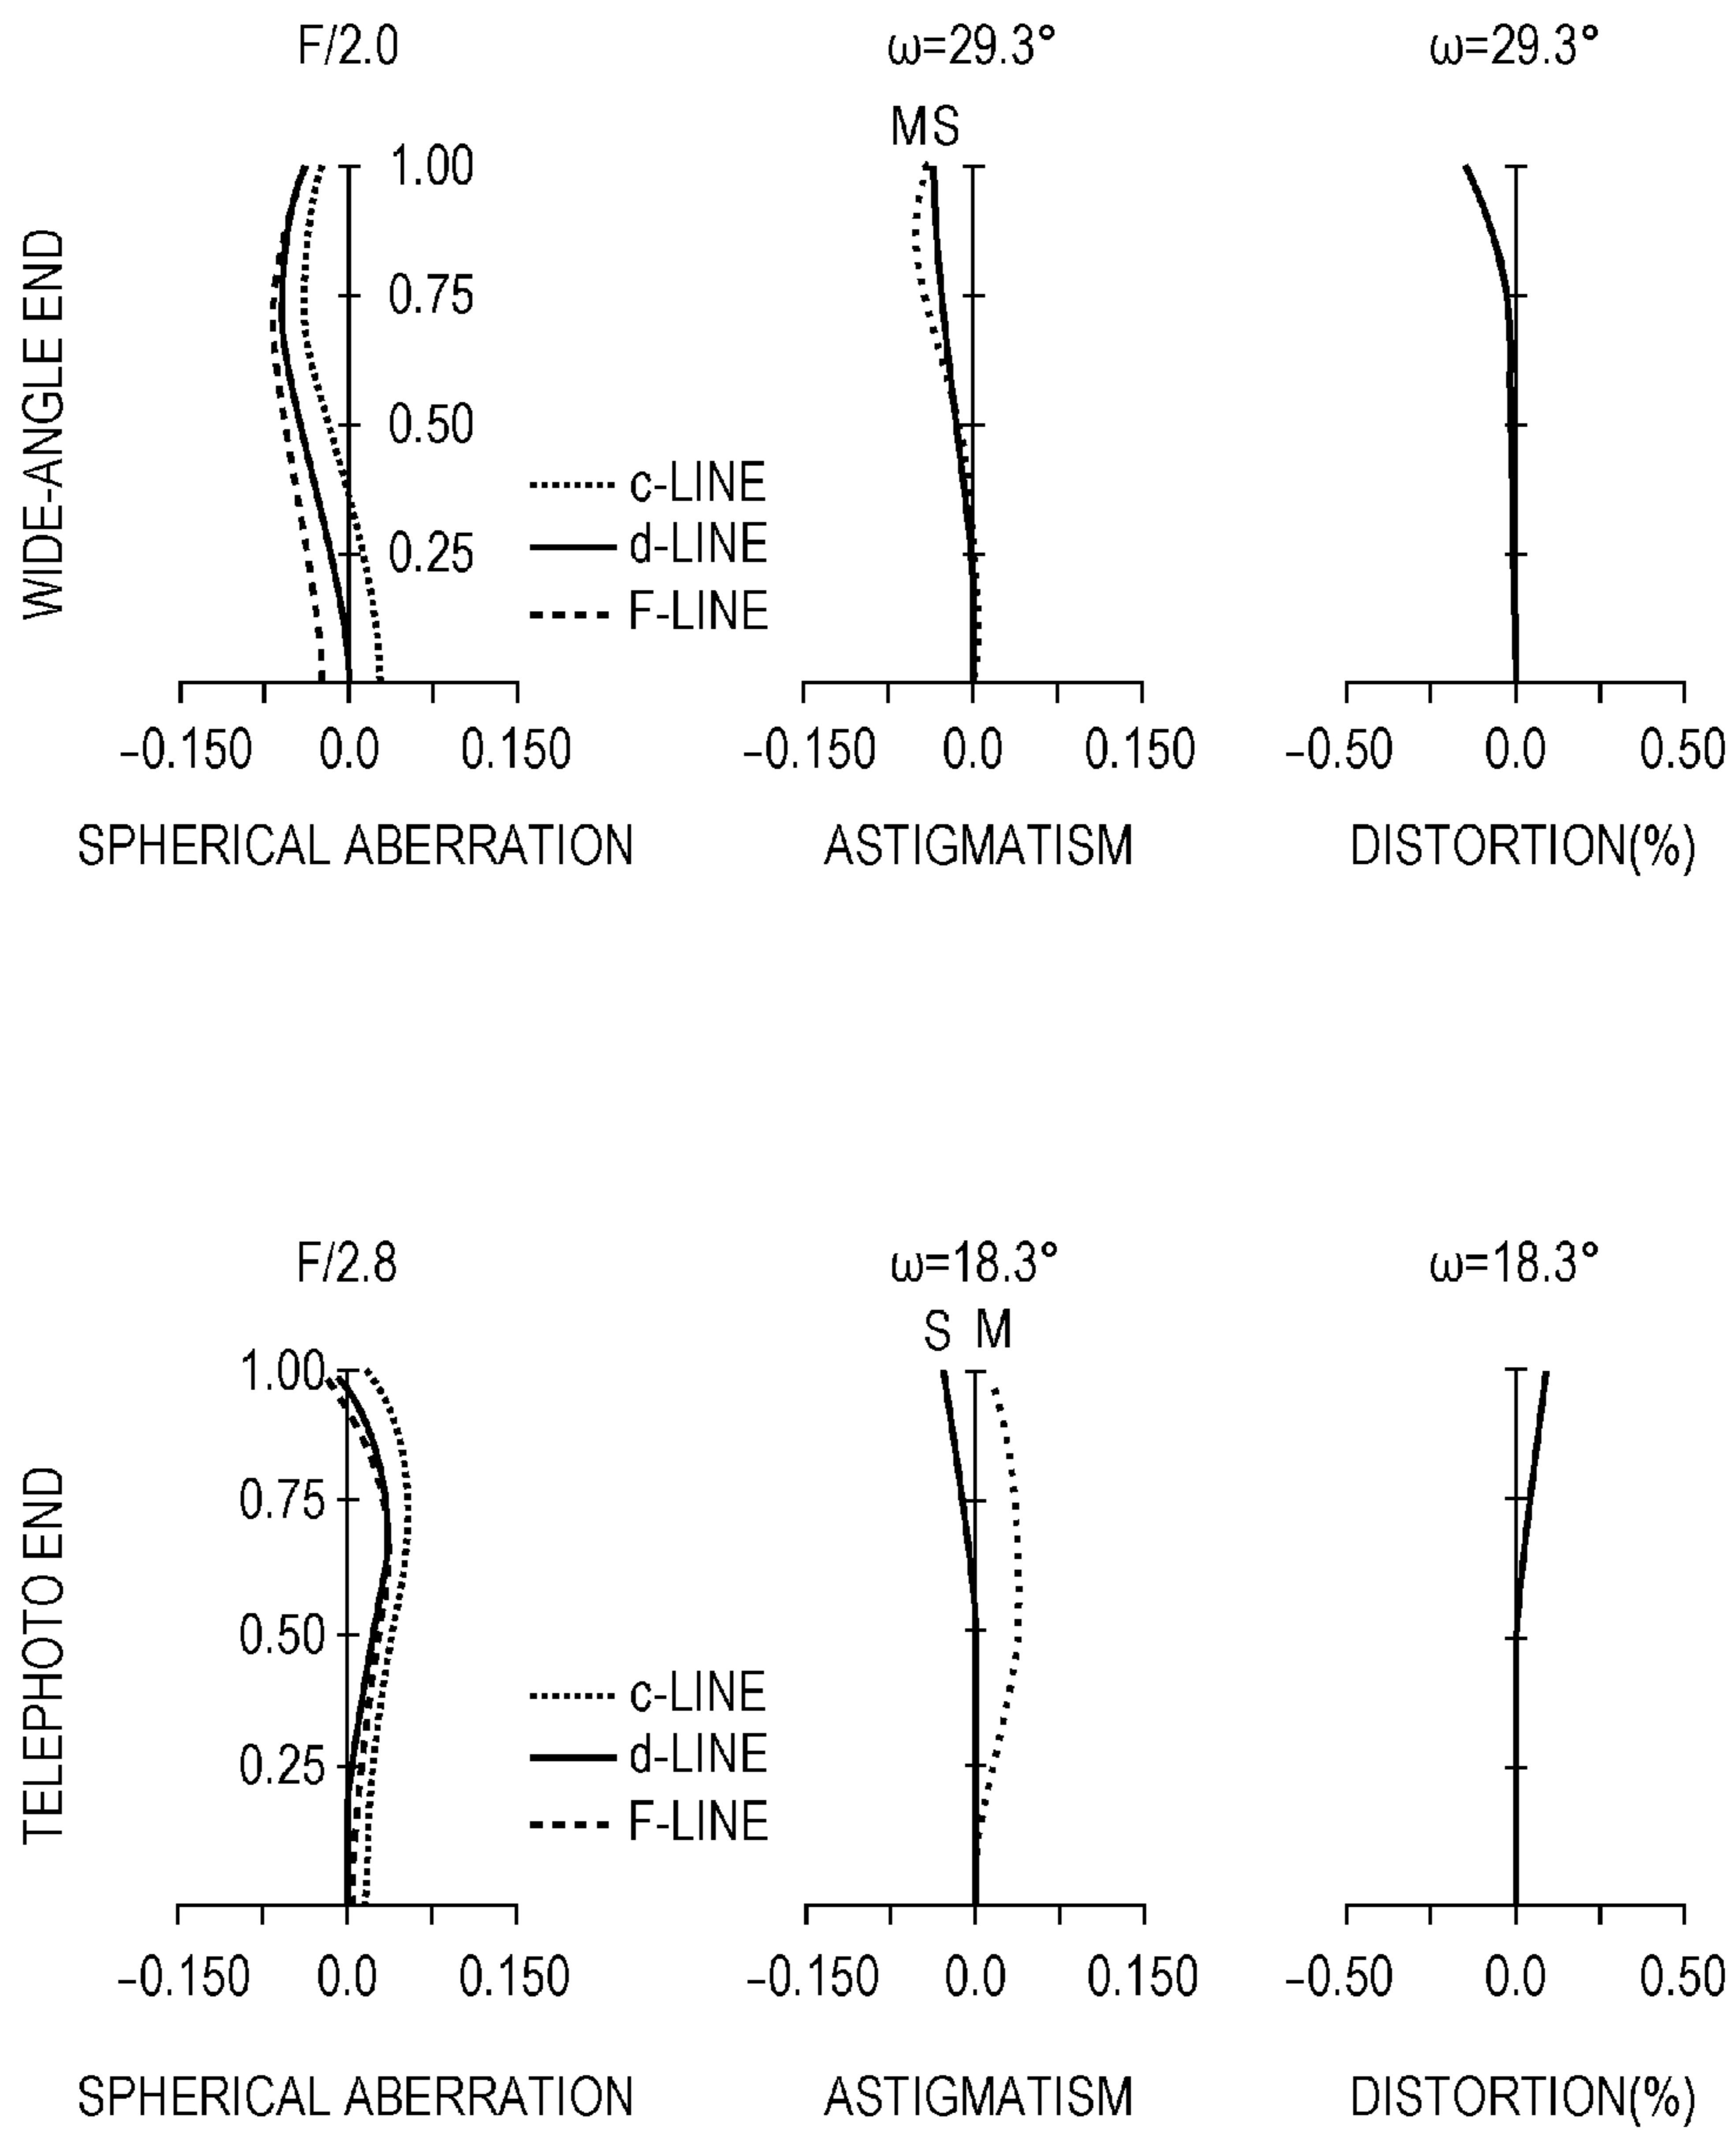 F/2.0
ω=29.3°
ω=29.3°
MS
WIDE-ANGLE END
1.00
0.75
0.50
0.25
c-LINE
d-LINE
F-LINE
-0.150 0.0 0.150
-0.150 0.0 0.150
-0.50 0.0 0.50
SPHERICAL ABERRATION
ASTIGMATISM
DISTORTION(%)
F/2.8
ω=18.3°
ω=18.3°
S M
TELEPHOTO END
1.00
0.75
0.50
0.25
c-LINE
d-LINE
F-LINE
-0.150 0.0 0.150
-0.150 0.0 0.150
-0.50 0.0 0.50
SPHERICAL ABERRATION
ASTIGMATISM
DISTORTION(%)